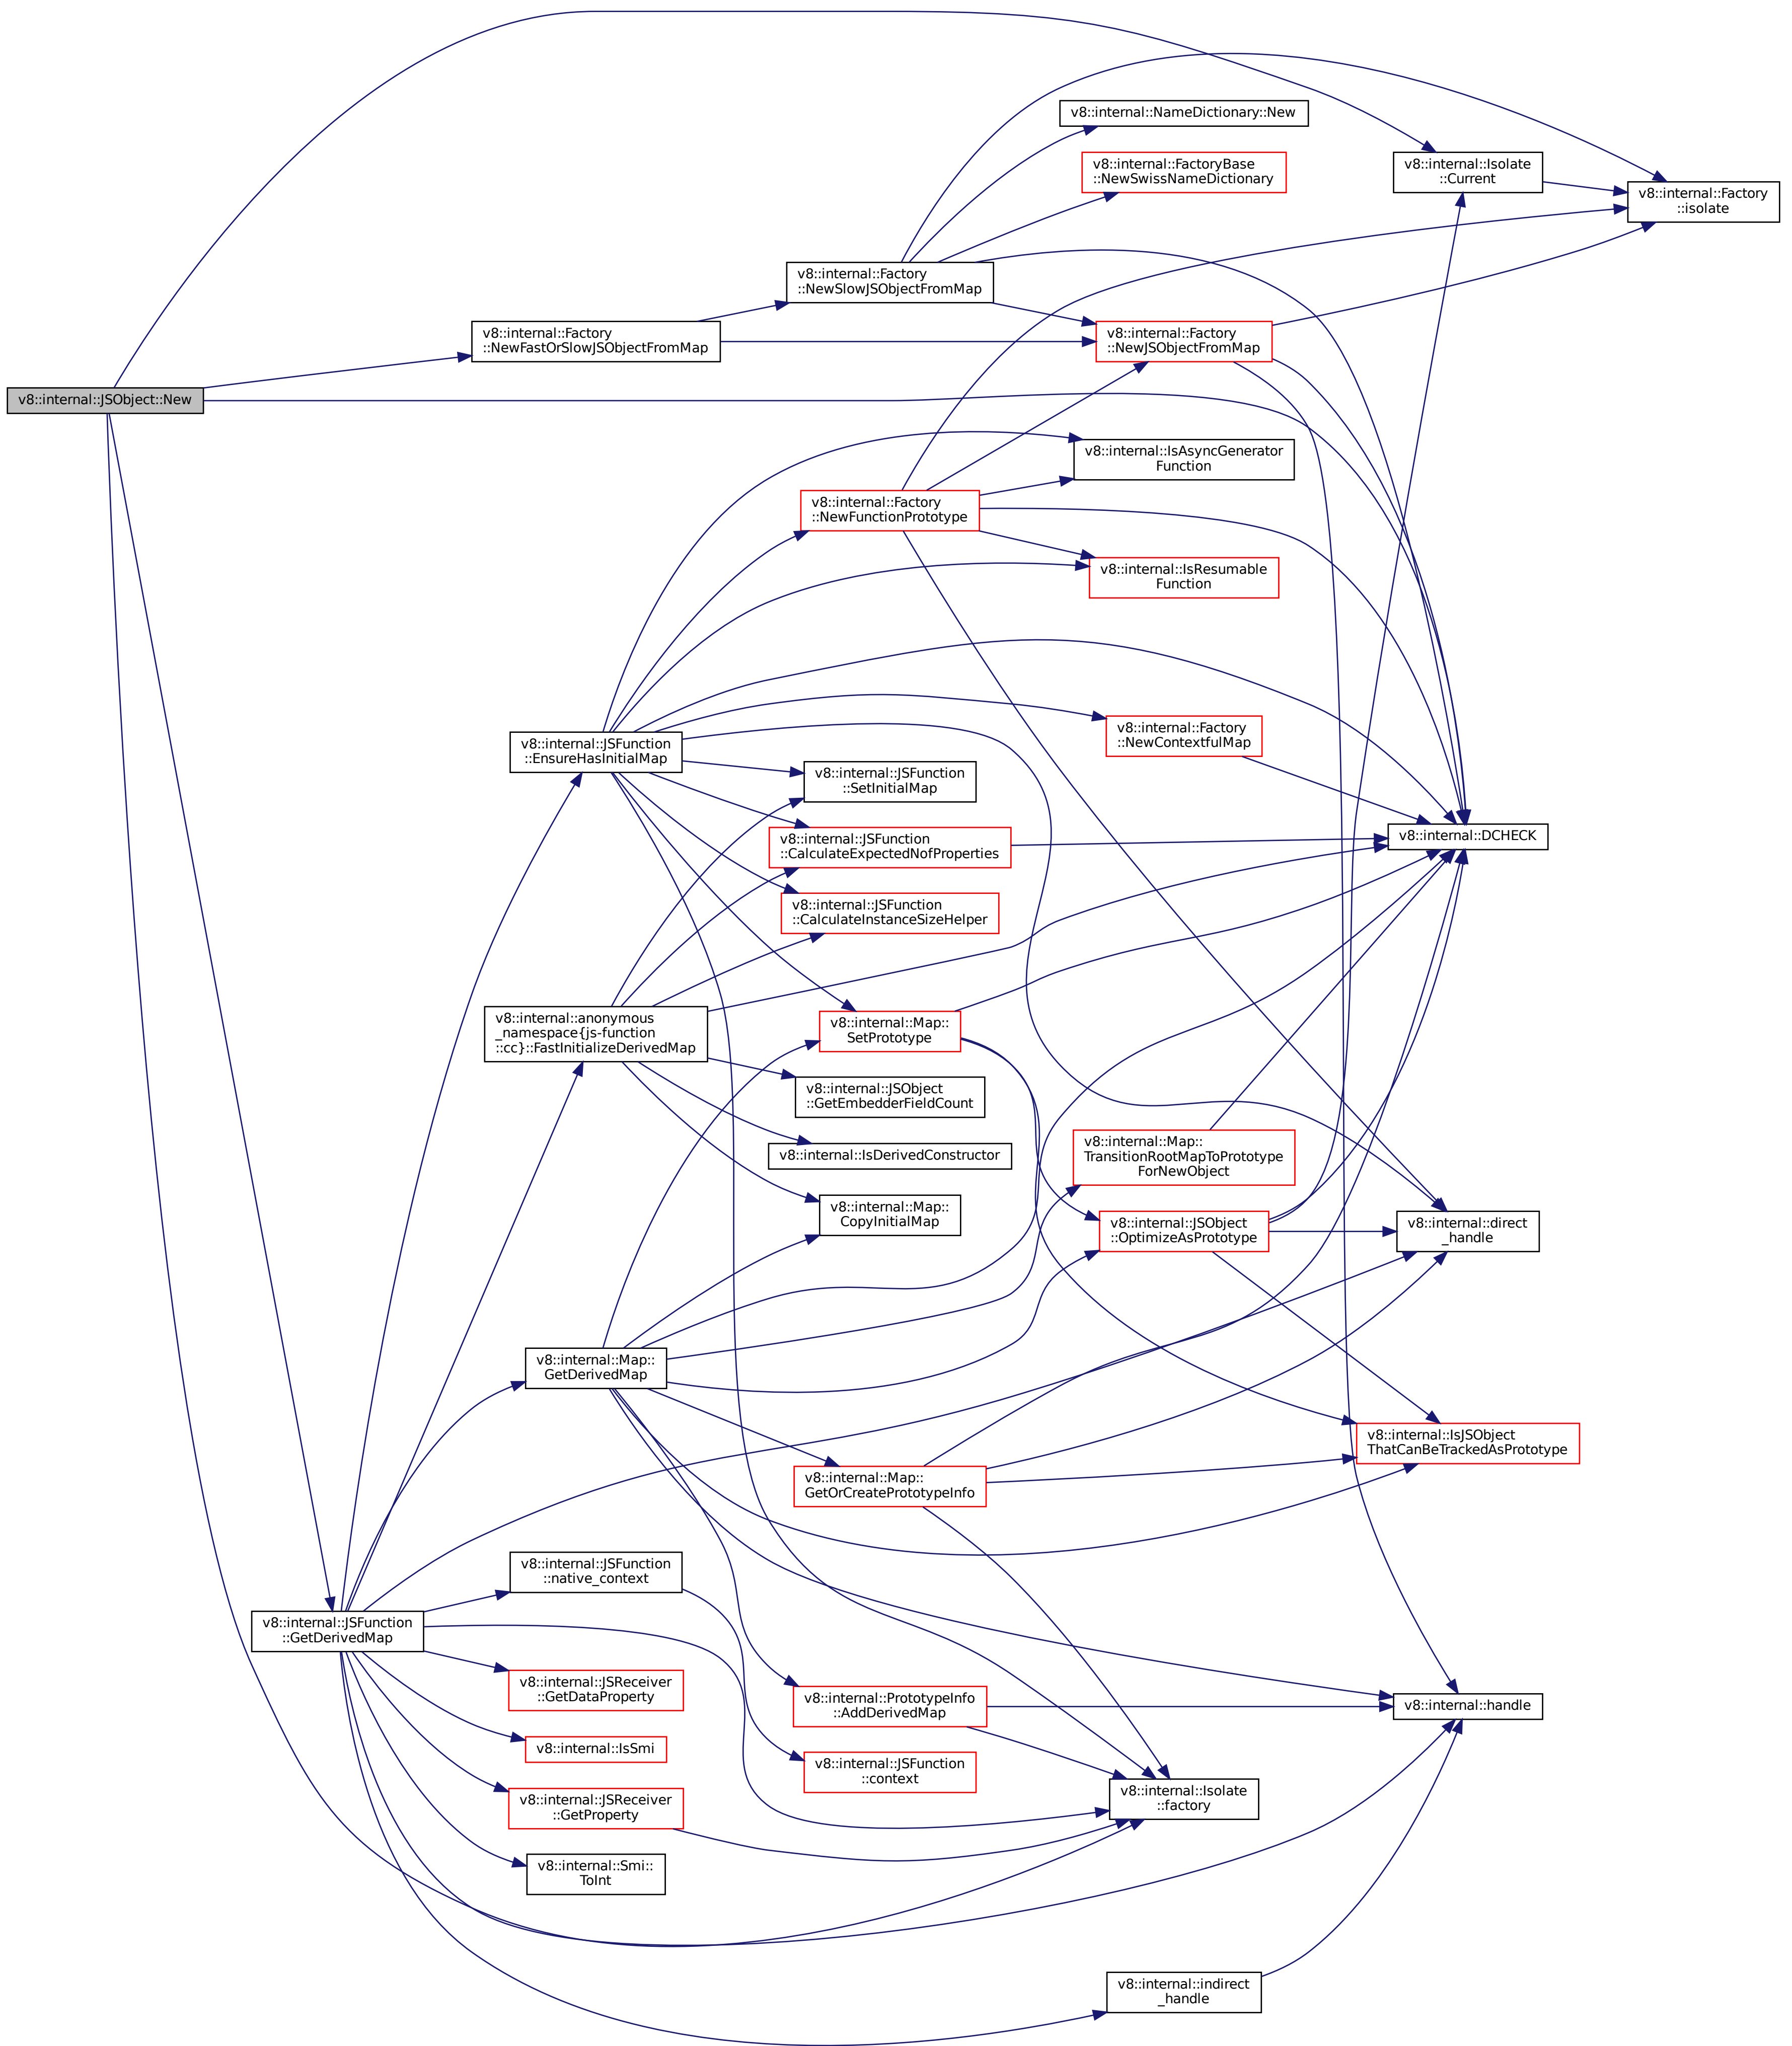 v8::internal::JSObject::New
v8::internal::Factory
::NewFastOrSlowJSObjectFromMap
v8::internal::Factory
::NewSlowJSObjectFromMap
v8::internal::NameDictionary::New
v8::internal::FactoryBase
::NewSwissNameDictionary
v8::internal::Isolate
::Current
v8::internal::Factory
::isolate
v8::internal::Factory
::NewJSObjectFromMap
v8::internal::IsAsyncGenerator
Function
v8::internal::Factory
::NewFunctionPrototype
v8::internal::IsResumable
Function
v8::internal::JSFunction
::EnsureHasInitialMap
v8::internal::Factory
::NewContextfulMap
v8::internal::JSFunction
::SetInitialMap
v8::internal::JSFunction
::CalculateExpectedNofProperties
v8::internal::DCHECK
v8::internal::JSFunction
::CalculateInstanceSizeHelper
v8::internal::anonymous
_namespace{js-function
::cc}::FastInitializeDerivedMap
v8::internal::Map::
SetPrototype
v8::internal::JSObject
::GetEmbedderFieldCount
v8::internal::IsDerivedConstructor
v8::internal::Map::
TransitionRootMapToPrototype
ForNewObject
v8::internal::Map::
CopyInitialMap
v8::internal::JSObject
::OptimizeAsPrototype
v8::internal::direct
_handle
v8::internal::Map::
GetDerivedMap
v8::internal::IsJSObject
ThatCanBeTrackedAsPrototype
v8::internal::Map::
GetOrCreatePrototypeInfo
v8::internal::JSFunction
::native_context
v8::internal::JSFunction
::GetDerivedMap
v8::internal::JSReceiver
::GetDataProperty
v8::internal::PrototypeInfo
::AddDerivedMap
v8::internal::handle
v8::internal::IsSmi
v8::internal::JSFunction
::context
v8::internal::Isolate
::factory
v8::internal::JSReceiver
::GetProperty
v8::internal::Smi::
ToInt
v8::internal::indirect
_handle